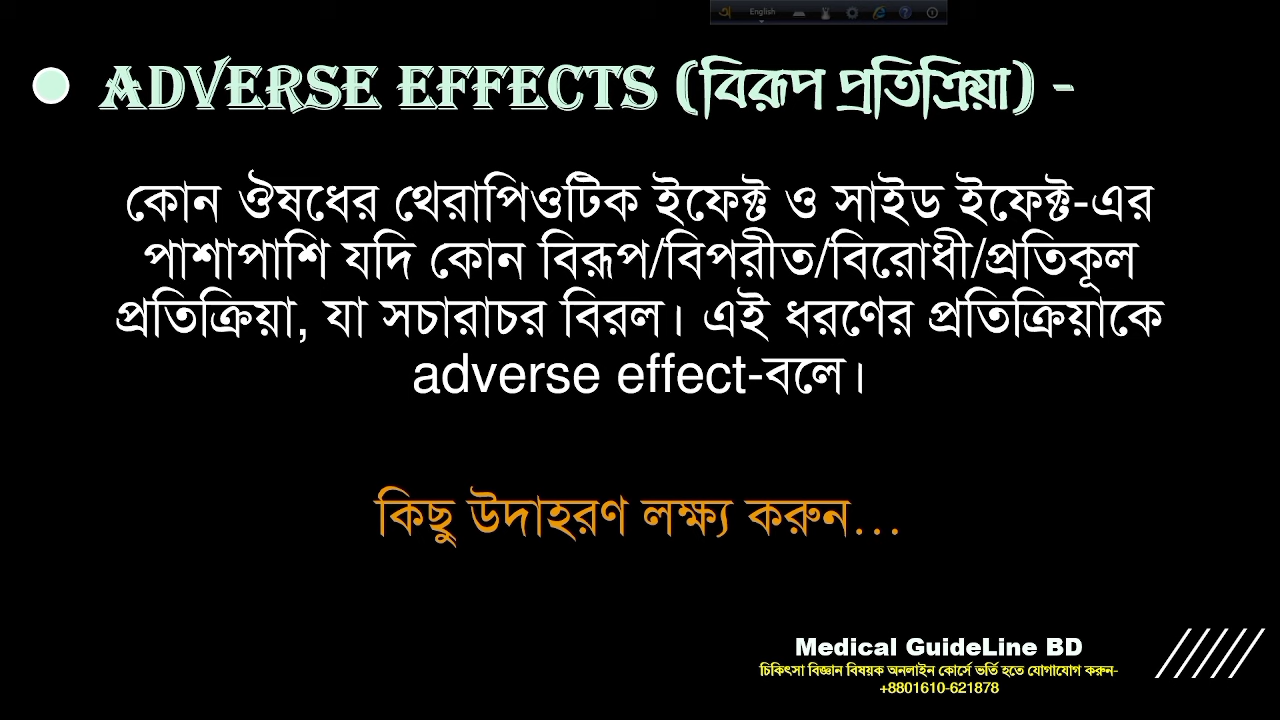 অ English
ADVERSE EFFECTS (বিরূপ প্রতিক্রিয়া) -
কোন ঔষধের থেরাপিওটিক ইফেক্ট ও সাইড ইফেক্ট-এর
পাশাপাশি যদি কোন বিরূপ/বিপরীত/বিরোধী/প্রতিকূল
প্রতিক্রিয়া, যা সচারাচর বিরল। এই ধরণের প্রতিক্রিয়াকে
adverse effect-বলে।
কিছু উদাহরণ লক্ষ্য করুন...
Medical GuideLine BD
চিকিৎসা বিজ্ঞান বিষয়ক অনলাইন কোর্সে ভর্তি হতে যোগাযোগ করুন-
+8801610-621878